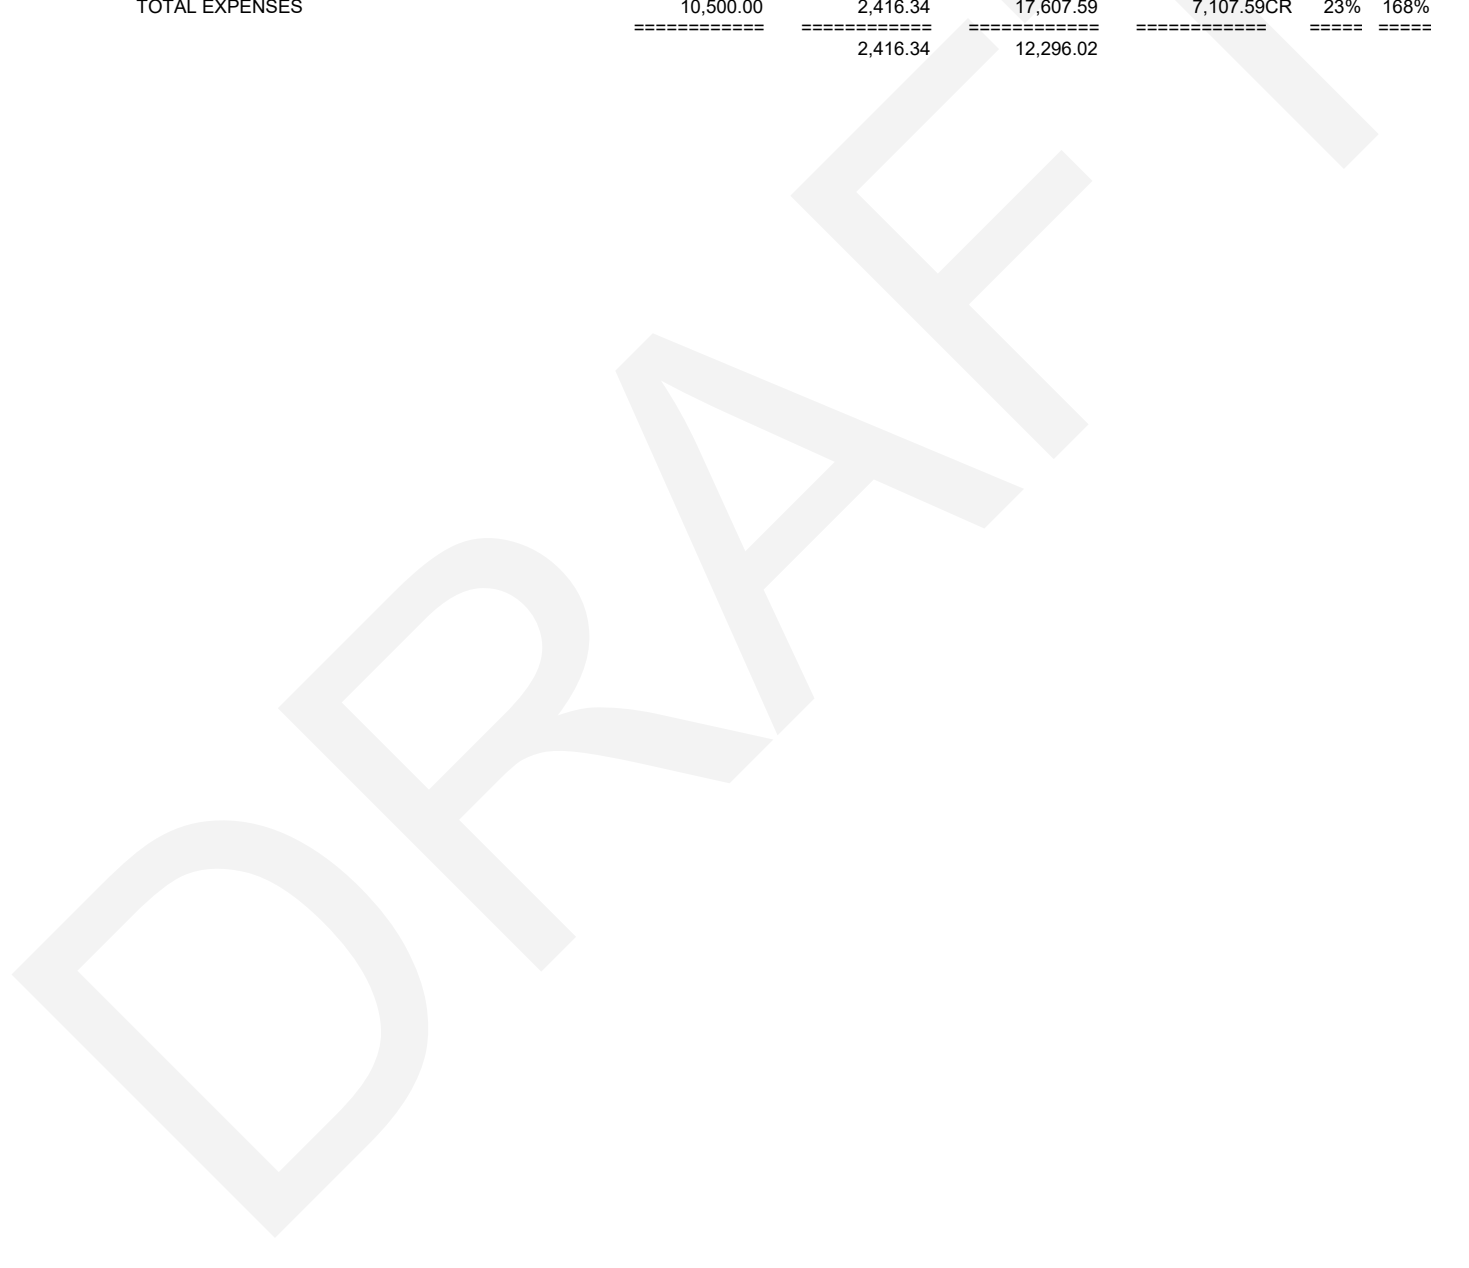 TOTAL EXPENSES 10,500.00 2,416.34 17,607.59 7,107.59CR 23% 168%
============ ============ ============ ============ ===== =====
2,416.34 12,296.02
DRAFT